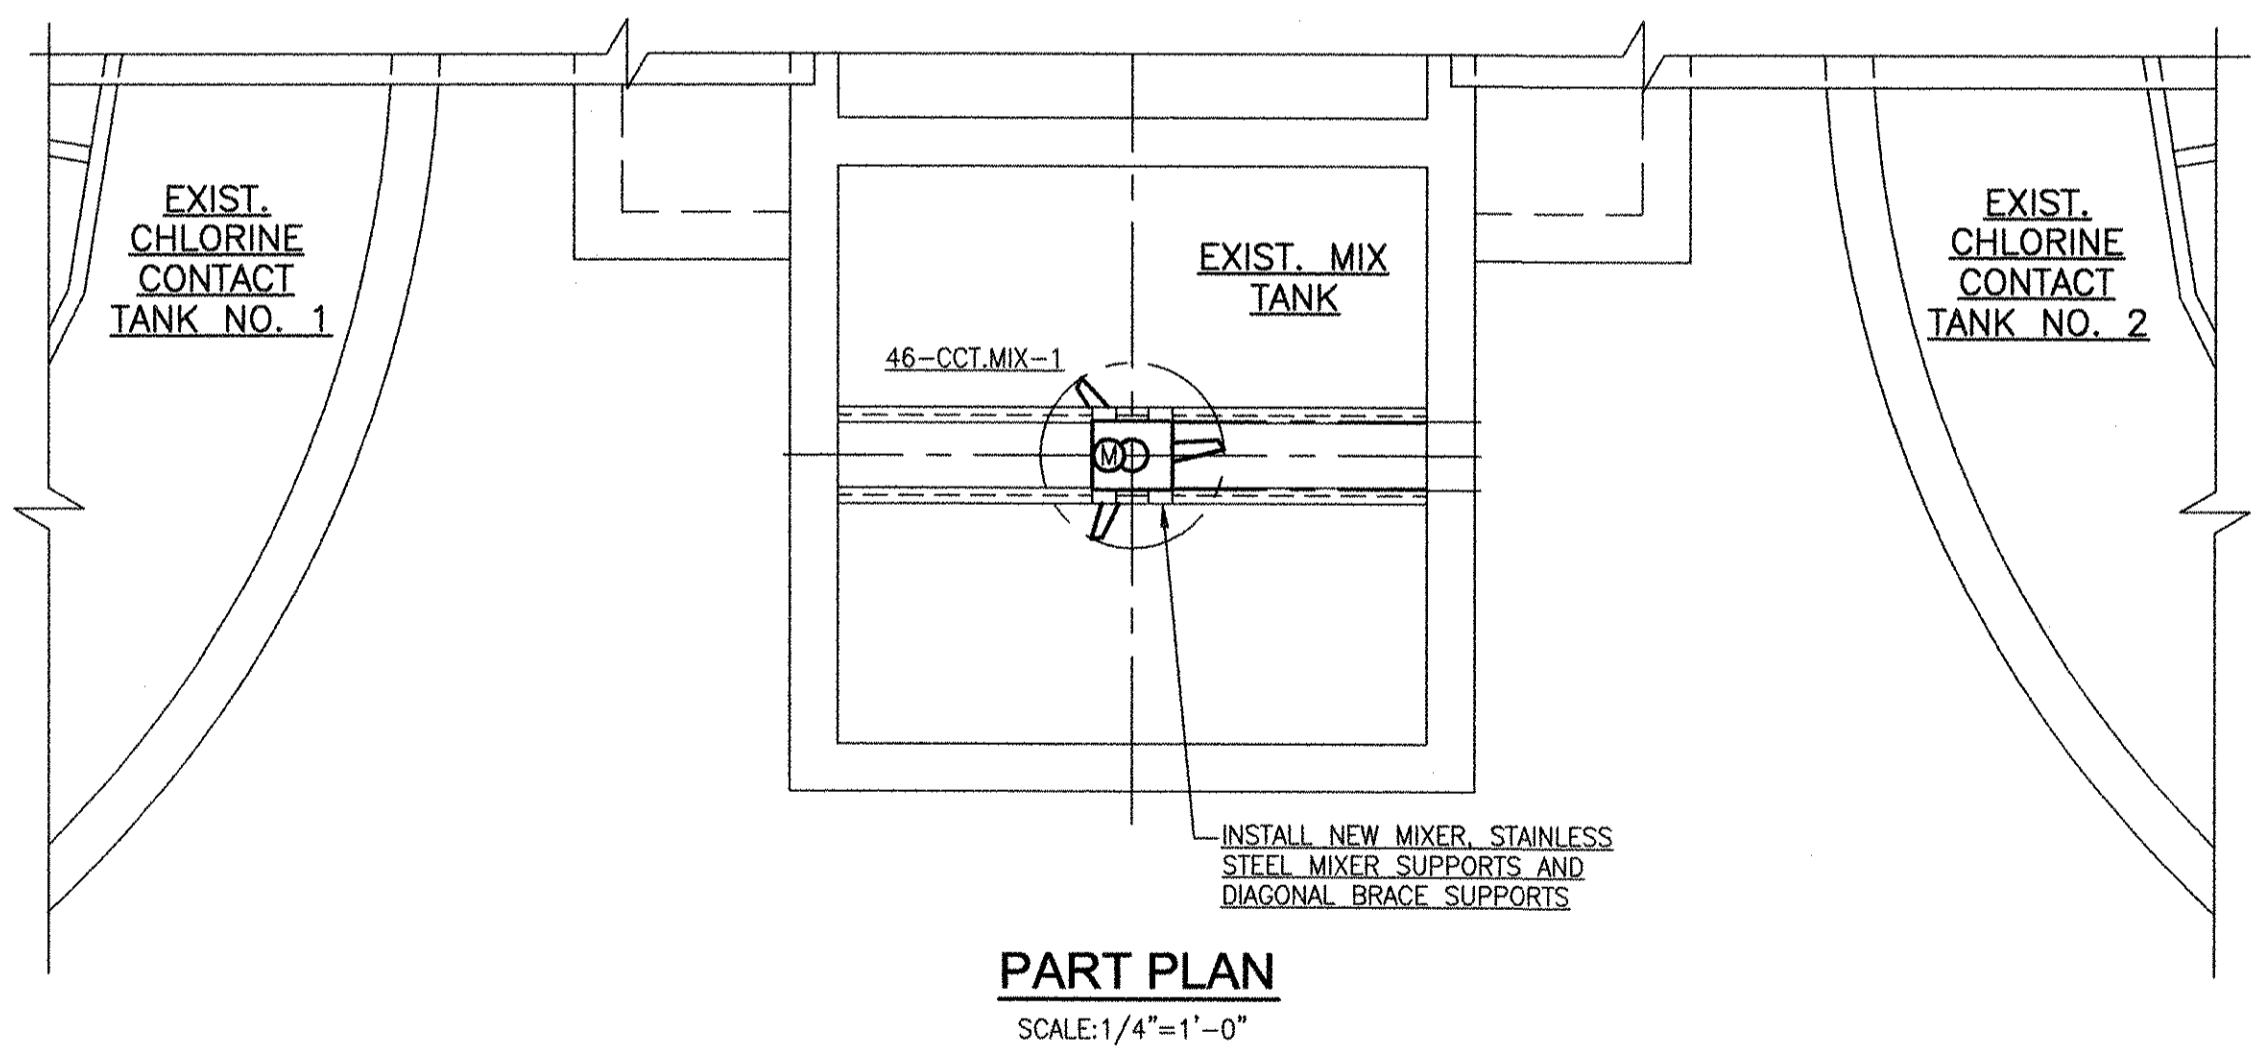 EXIST.
CHLORINE
CONTACT
TANK NO. 1
EXIST. MIX
TANK
EXIST.
CHLORINE
CONTACT
TANK NO. 2
46-CCT.MIX-1
M
INSTALL NEW MIXER, STAINLESS
STEEL MIXER SUPPORTS AND
DIAGONAL BRACE SUPPORTS
PART PLAN
SCALE:1/4"=1'-0"